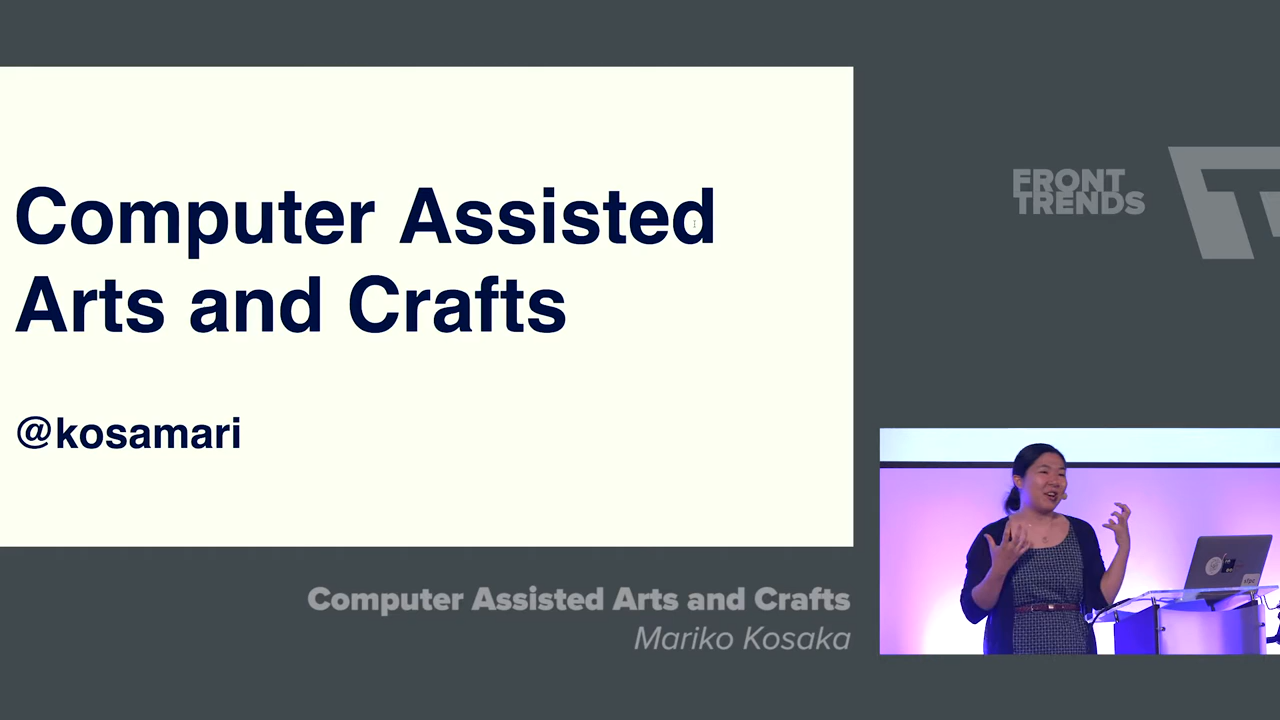 Computer Assisted
Arts and Crafts
@kosamari
FRONT
TRENDS
Computer Assisted Arts and Crafts
Mariko Kosaka